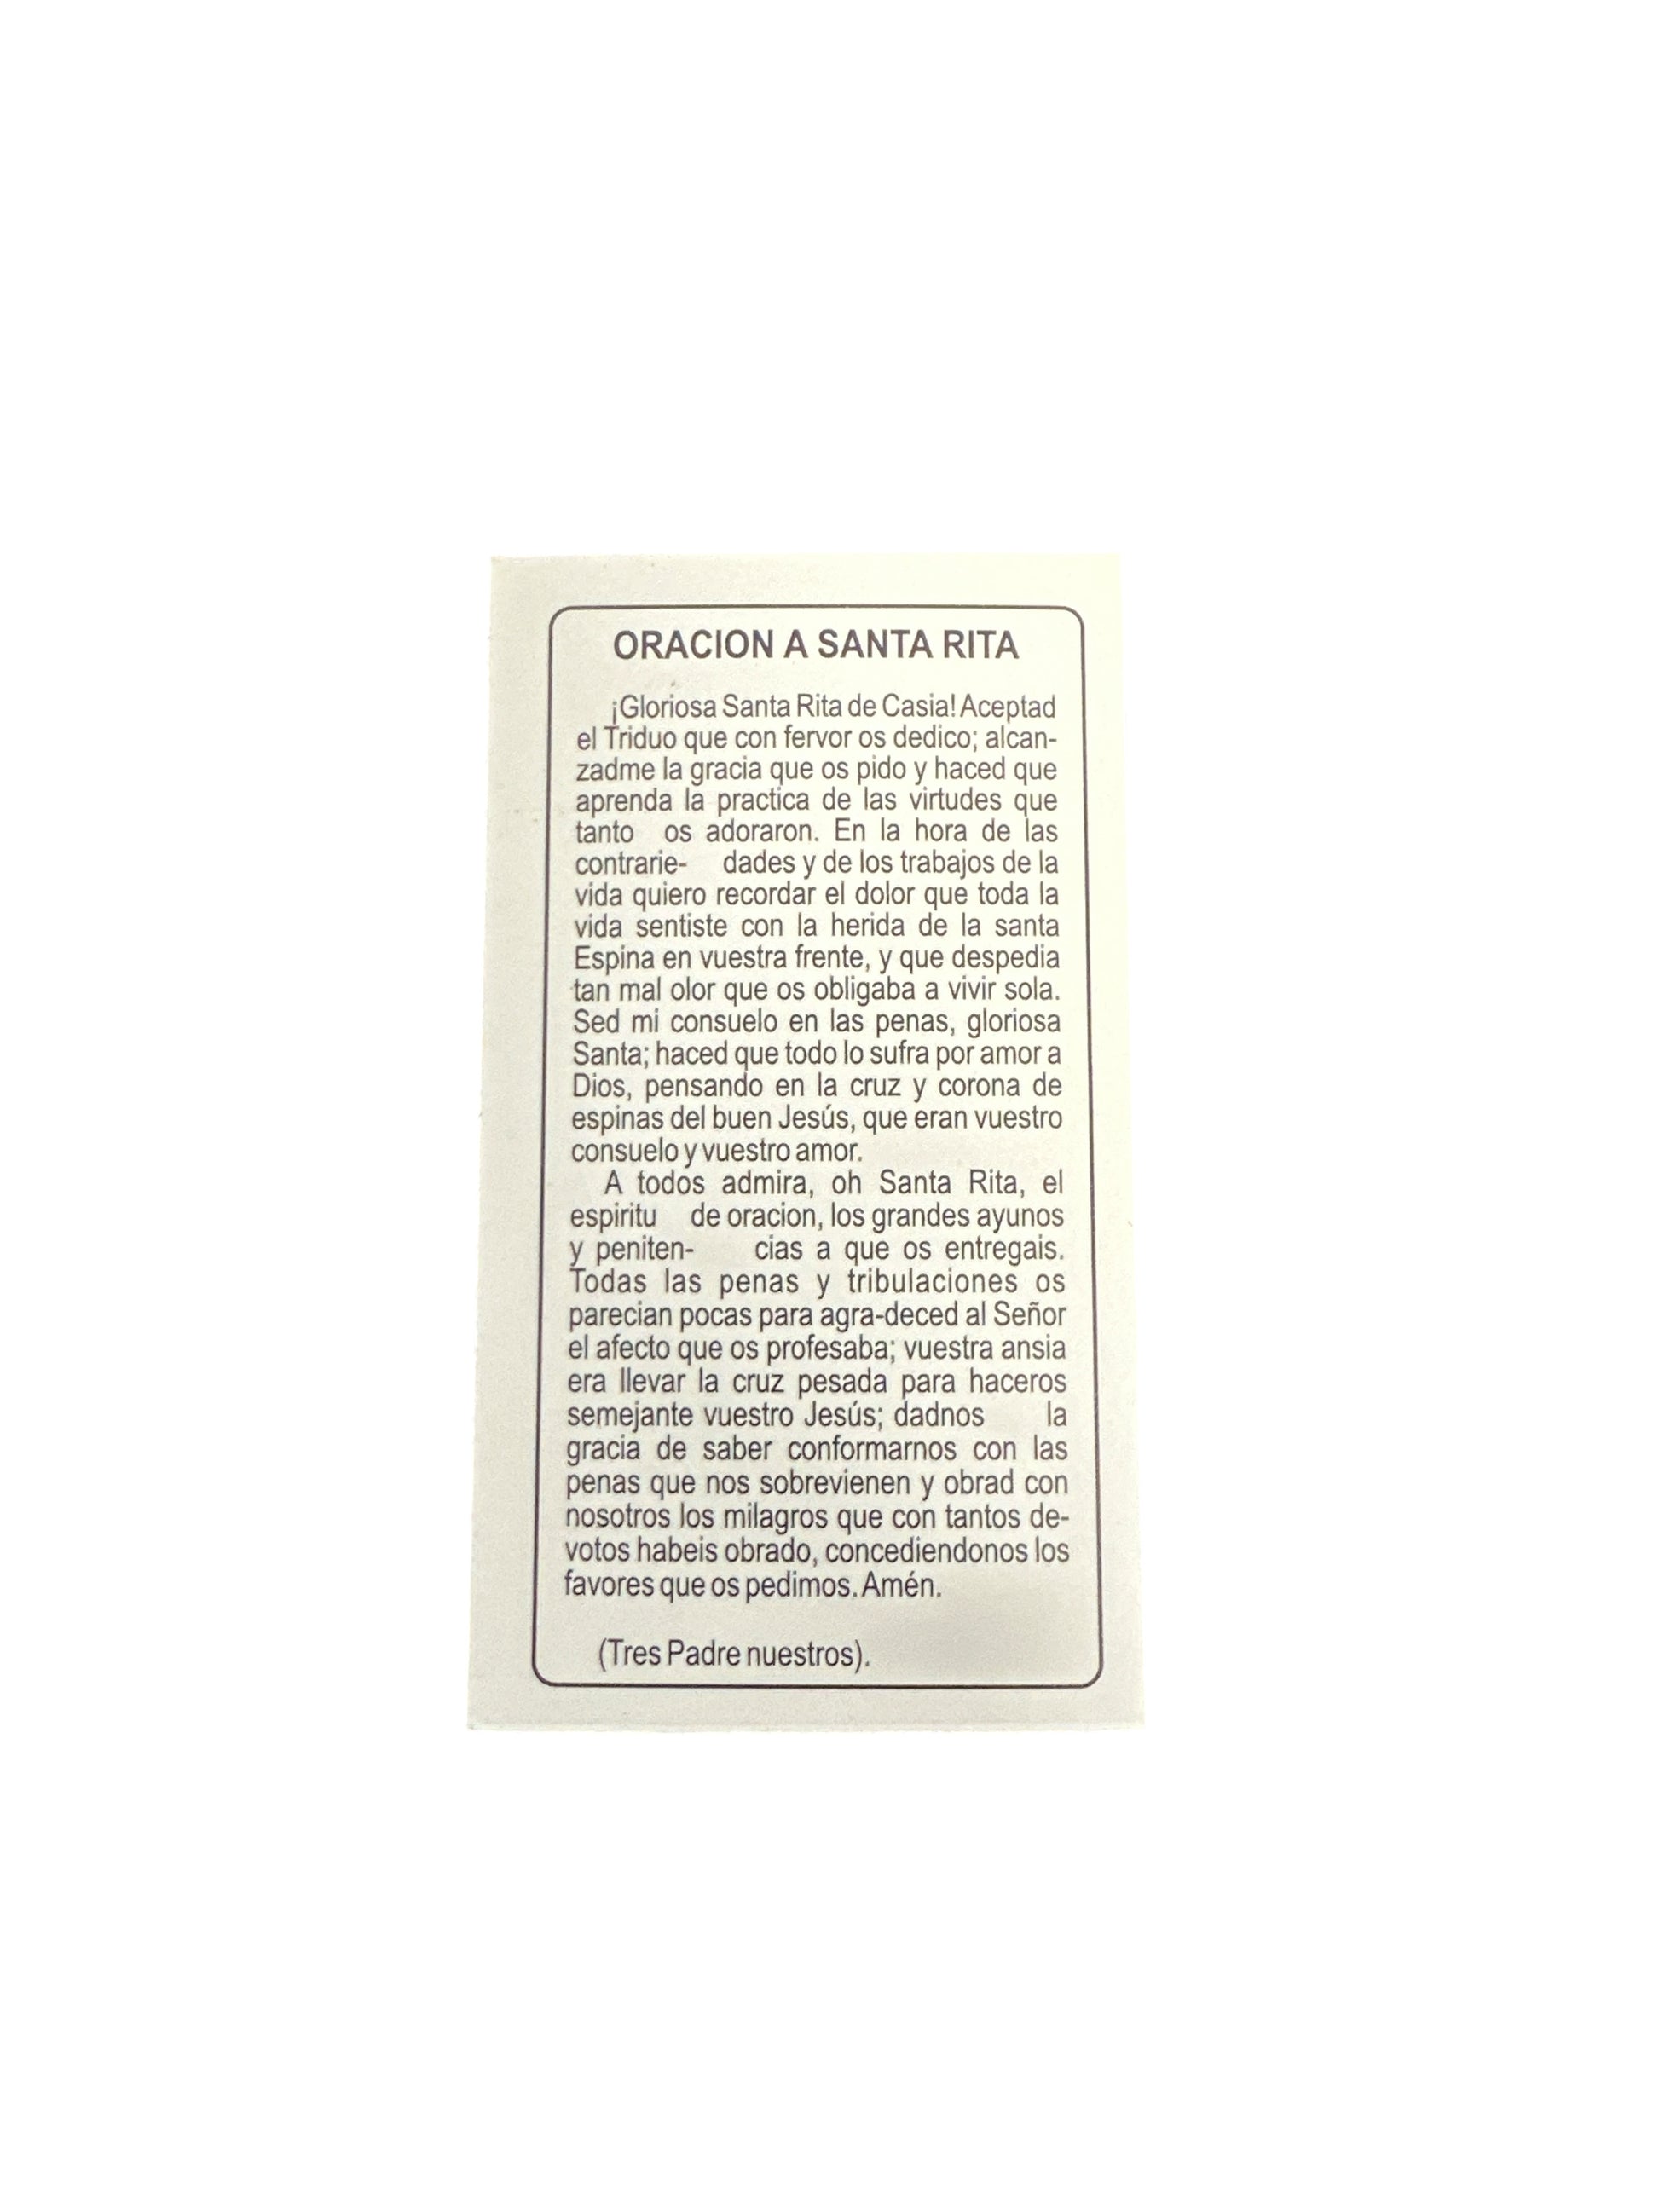 ORACION A SANTA RITA
¡Gloriosa Santa Rita de Casia! Aceptad
el Triduo que con fervor os dedico; alcan-
zadme la gracia que os pido y haced que
aprenda la practica de las virtudes que
tanto os adoraron. En la hora de las
contrarie- dades y de los trabajos de la
vida quiero recordar el dolor que toda la
vida sentiste con la herida de la santa
Espina en vuestra frente, y que despedia
tan mal olor que os obligaba a vivir sola.
Sed mi consuelo en las penas, gloriosa
Santa; haced que todo lo sufra por amor a
Dios, pensando en la cruz y corona de
espinas del buen Jesús, que eran vuestro
consuelo y vuestro amor.
A todos admira, oh Santa Rita, el
espiritu de oracion, los grandes ayunos
y peniten- cias a que os entregais.
Todas las penas y tribulaciones os
parecian pocas para agra-deced al Señor
el afecto que os profesaba; vuestra ansia
era llevar la cruz pesada para haceros
semejante vuestro Jesús; dadnos la
gracia de saber conformarnos con las
penas que nos sobrevienen y obrad con
nosotros los milagros que con tantos de-
votos habeis obrado, concediendonos los
favores que os pedimos. Amén.
(Tres Padre nuestros).